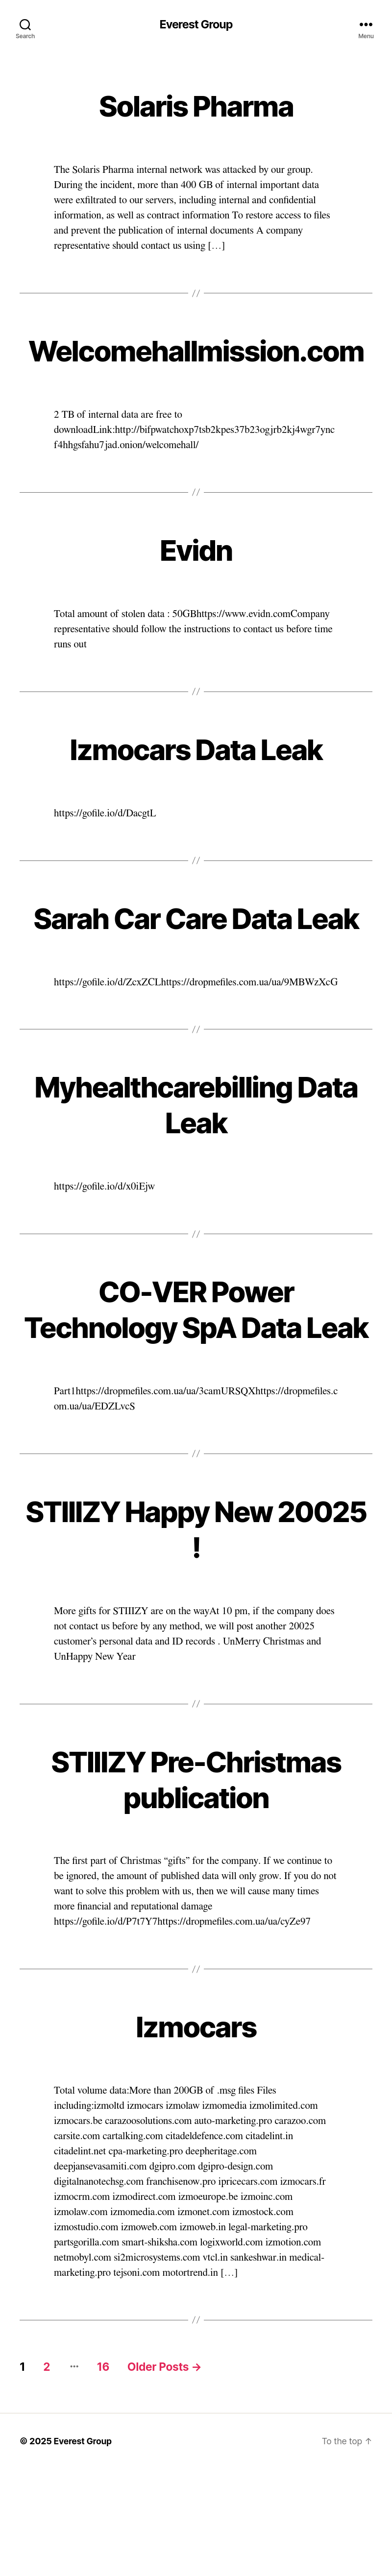 Search
Everest Group
Menu
Solaris Pharma
The Solaris Pharma internal network was attacked by our group.
During the incident, more than 400 GB of internal important data
were exfiltrated to our servers, including internal and confidential
information, as well as contract information To restore access to files
and prevent the publication of internal documents A company
representative should contact us using […]
//
Welcomehallmission.com
2 TB of internal data are free to
downloadLink:http://bifpwatchoxp7tsb2kpes37b23ogjrb2kj4wgr7ync
f4hhgsfahu7jad.onion/welcomehall/
//
Evidn
Total amount of stolen data : 50GBhttps://www.evidn.comCompany
representative should follow the instructions to contact us before time
runs out
//
Izmocars Data Leak
https://gofile.io/d/DacgtL
//
Sarah Car Care Data Leak
https://gofile.io/d/ZcxZCLhttps://dropmefiles.com.ua/ua/9MBWzXcG
//
Myhealthcarebilling Data
Leak
https://gofile.io/d/x0iEjw
//
CO-VER Power
Technology SpA Data Leak
Part1https://dropmefiles.com.ua/ua/3camURSQXhttps://dropmefiles.c
om.ua/ua/EDZLvcS
//
STIIIZY Happy New 20025
!
More gifts for STIIIZY are on the wayAt 10 pm, if the company does
not contact us before by any method, we will post another 20025
customer's personal data and ID records . UnMerry Christmas and
UnHappy New Year
//
STIIIZY Pre-Christmas
publication
The first part of Christmas “gifts” for the company. If we continue to
be ignored, the amount of published data will only grow. If you do not
want to solve this problem with us, then we will cause many times
more financial and reputational damage
https://gofile.io/d/P7t7Y7https://dropmefiles.com.ua/ua/cyZe97
//
Izmocars
Total volume data:More than 200GB of .msg files Files
including:izmoltd izmocars izmolaw izmomedia izmolimited.com
izmocars.be carazoosolutions.com auto-marketing.pro carazoo.com
carsite.com cartalking.com citadeldefence.com citadelint.in
citadelint.net cpa-marketing.pro deepheritage.com
deepjansevasamiti.com dgipro.com dgipro-design.com
digitalnanotechsg.com franchisenow.pro ipricecars.com izmocars.fr
izmocrm.com izmodirect.com izmoeurope.be izmoinc.com
izmolaw.com izmomedia.com izmonet.com izmostock.com
izmostudio.com izmoweb.com izmoweb.in legal-marketing.pro
partsgorilla.com smart-shiksha.com logixworld.com izmotion.com
netmobyl.com si2microsystems.com vtcl.in sankeshwar.in medical-
marketing.pro tejsoni.com motortrend.in […]
//
1 2 … 16 Older Posts →
© 2025 Everest Group
To the top ↑